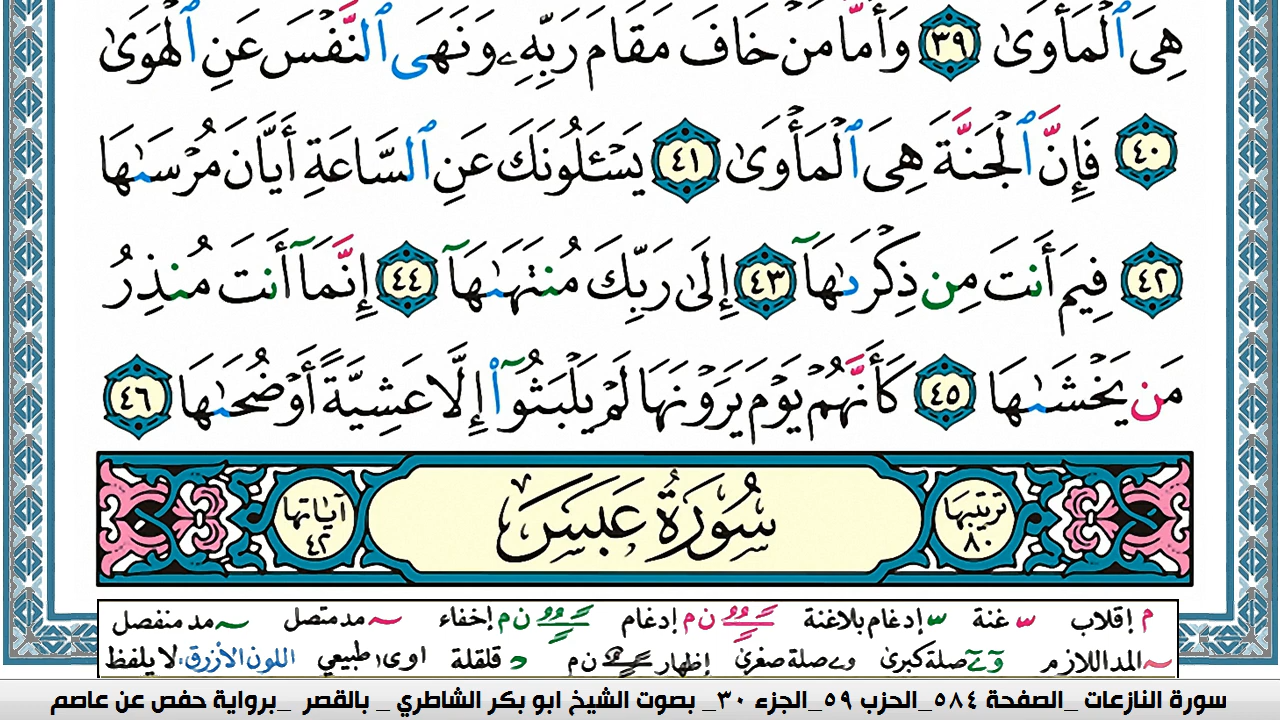 هِيَ ٱلْمَأْوَىٰ ٣٩ وَأَمَّا مَنْ خَافَ مَقَامَ رَبِّهِۦ وَنَهَى ٱلنَّفْسَ عَنِ ٱلْهَوَىٰ
٤٠ فَإِنَّ ٱلْجَنَّةَ هِىَ ٱلْمَأْوَىٰ ٤١ يَسْـَٔلُونَكَ عَنِ ٱلسَّاعَةِ أَيَّانَ مُرْسَىٰهَا
٤٢ فِيمَ أَنتَ مِن ذِكْرَىٰهَآ ٤٣ إِلَىٰ رَبِّكَ مُنتَهَىٰهَآ ٤٤ إِنَّمَآ أَنتَ مُنذِرُ
مَن يَخْشَىٰهَا ٤٥ كَأَنَّهُمْ يَوْمَ يَرَوْنَهَا لَمْ يَلْبَثُوٓا۟ إِلَّا عَشِيَّةً أَوْ ضُحَىٰهَا ٤٦
ترتيبها ٨٠ سُورَةُ عَبَسَ آياتها ٤٢
م إقلاب ـ غنة ـ إدغام بلاغنة ن م إدغام ن م إخفاء ـ مد متصل ـ مد منفصل
ـ المد اللازم ـ صلة كبرى وے صلة صغرى إظهار ن م د قلقلة اوى طبيعي اللون الأزرق: لا يلفظ
سورة النازعات _الصفحة ٥٨٤_الحزب ٥٩_الجزء ٣٠_ بصوت الشيخ ابو بكر الشاطري _ بالقصر _برواية حفص عن عاصم